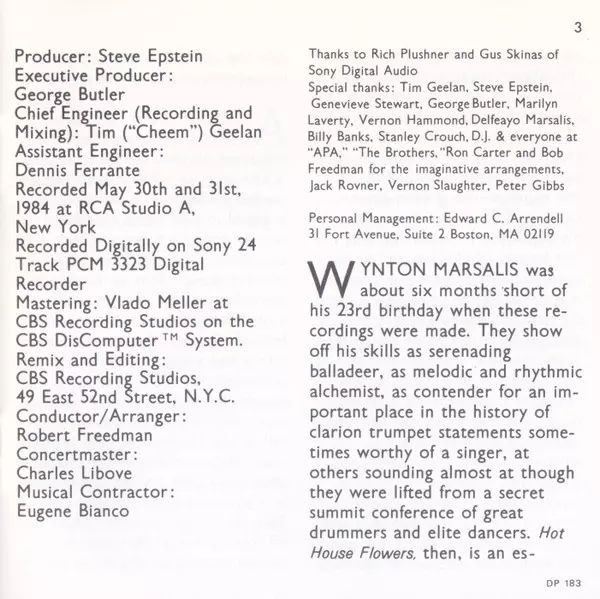 3
Producer: Steve Epstein
Executive Producer:
George Butler
Chief Engineer (Recording and
Mixing): Tim ("Cheem") Geelan
Assistant Engineer:
Dennis Ferrante
Recorded May 30th and 31st,
1984 at RCA Studio A,
New York
Recorded Digitally on Sony 24
Track PCM 3323 Digital
Recorder
Mastering: Vlado Meller at
CBS Recording Studios on the
CBS DisComputer™ System.
Remix and Editing:
CBS Recording Studios,
49 East 52nd Street, N.Y.C.
Conductor/Arranger:
Robert Freedman
Concertmaster:
Charles Libove
Musical Contractor:
Eugene Bianco
Thanks to Rich Plushner and Gus Skinas of
Sony Digital Audio
Special thanks: Tim Geelan, Steve Epstein,
Genevieve Stewart, George Butler, Marilyn
Laverty, Vernon Hammond, Delfeayo Marsalis,
Billy Banks, Stanley Crouch, D.J. & everyone at
"APA," "The Brothers, "Ron Carter and Bob
Freedman for the imaginative arrangements,
Jack Rovner, Vernon Slaughter, Peter Gibbs
Personal Management: Edward C. Arrendell
31 Fort Avenue, Suite 2 Boston, MA 02119
WYNTON MARSALIS was
about six months short of
his 23rd birthday when these re-
cordings were made. They show
off his skills as serenading
balladeer, as melodic and rhythmic
alchemist, as contender for an im-
portant place in the history of
clarion trumpet statements some-
times worthy of a singer, at
others sounding almost at though
they were lifted from a secret
summit conference of great
drummers and elite dancers. Hot
House Flowers, then, is an es-
DP 183